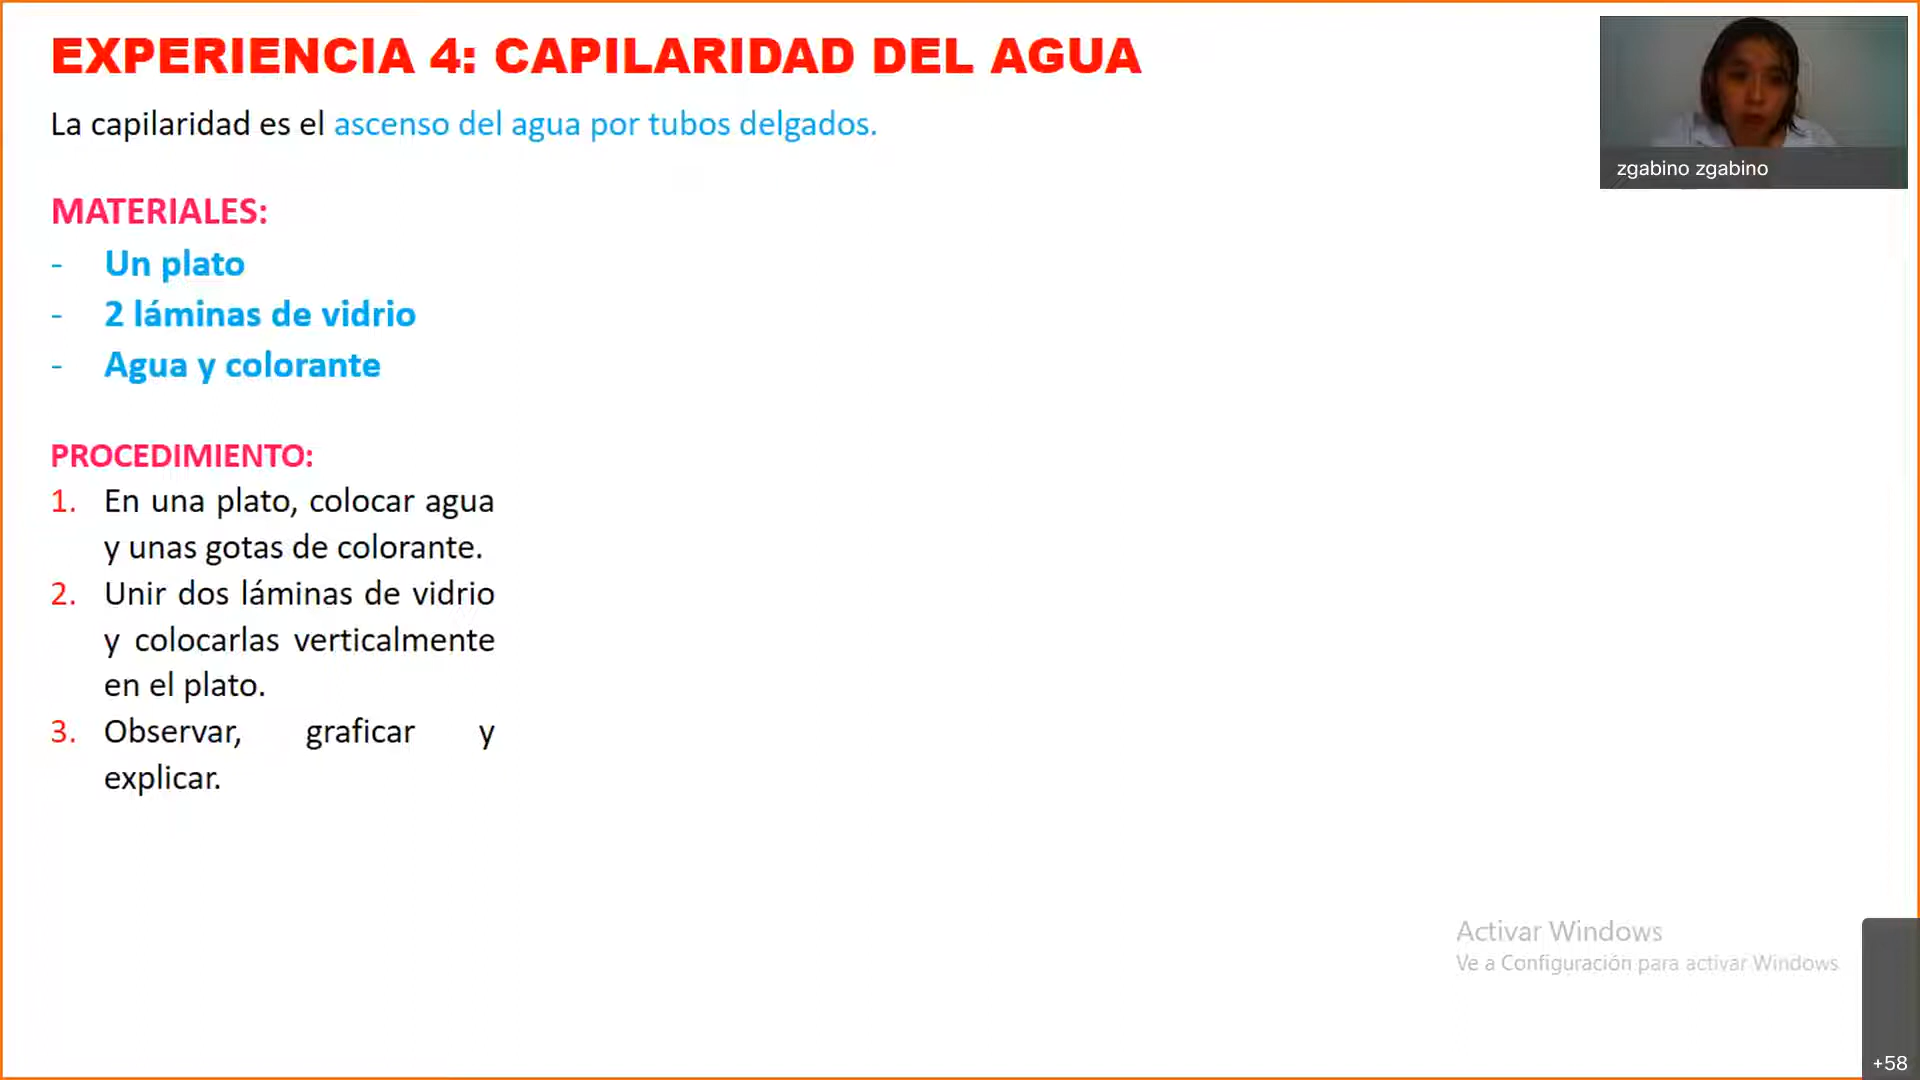 EXPERIENCIA 4: CAPILARIDAD DEL AGUA
La capilaridad es el ascenso del agua por tubos delgados.
zgabino zgabino
MATERIALES:
- Un plato
- 2 láminas de vidrio
- Agua y colorante
PROCEDIMIENTO:
1. En una plato, colocar agua
y unas gotas de colorante.
2. Unir dos láminas de vidrio
y colocarlas verticalmente
en el plato.
3. Observar, graficar y
explicar.
Activar Windows
Ve a Configuración para activar Windows
+58